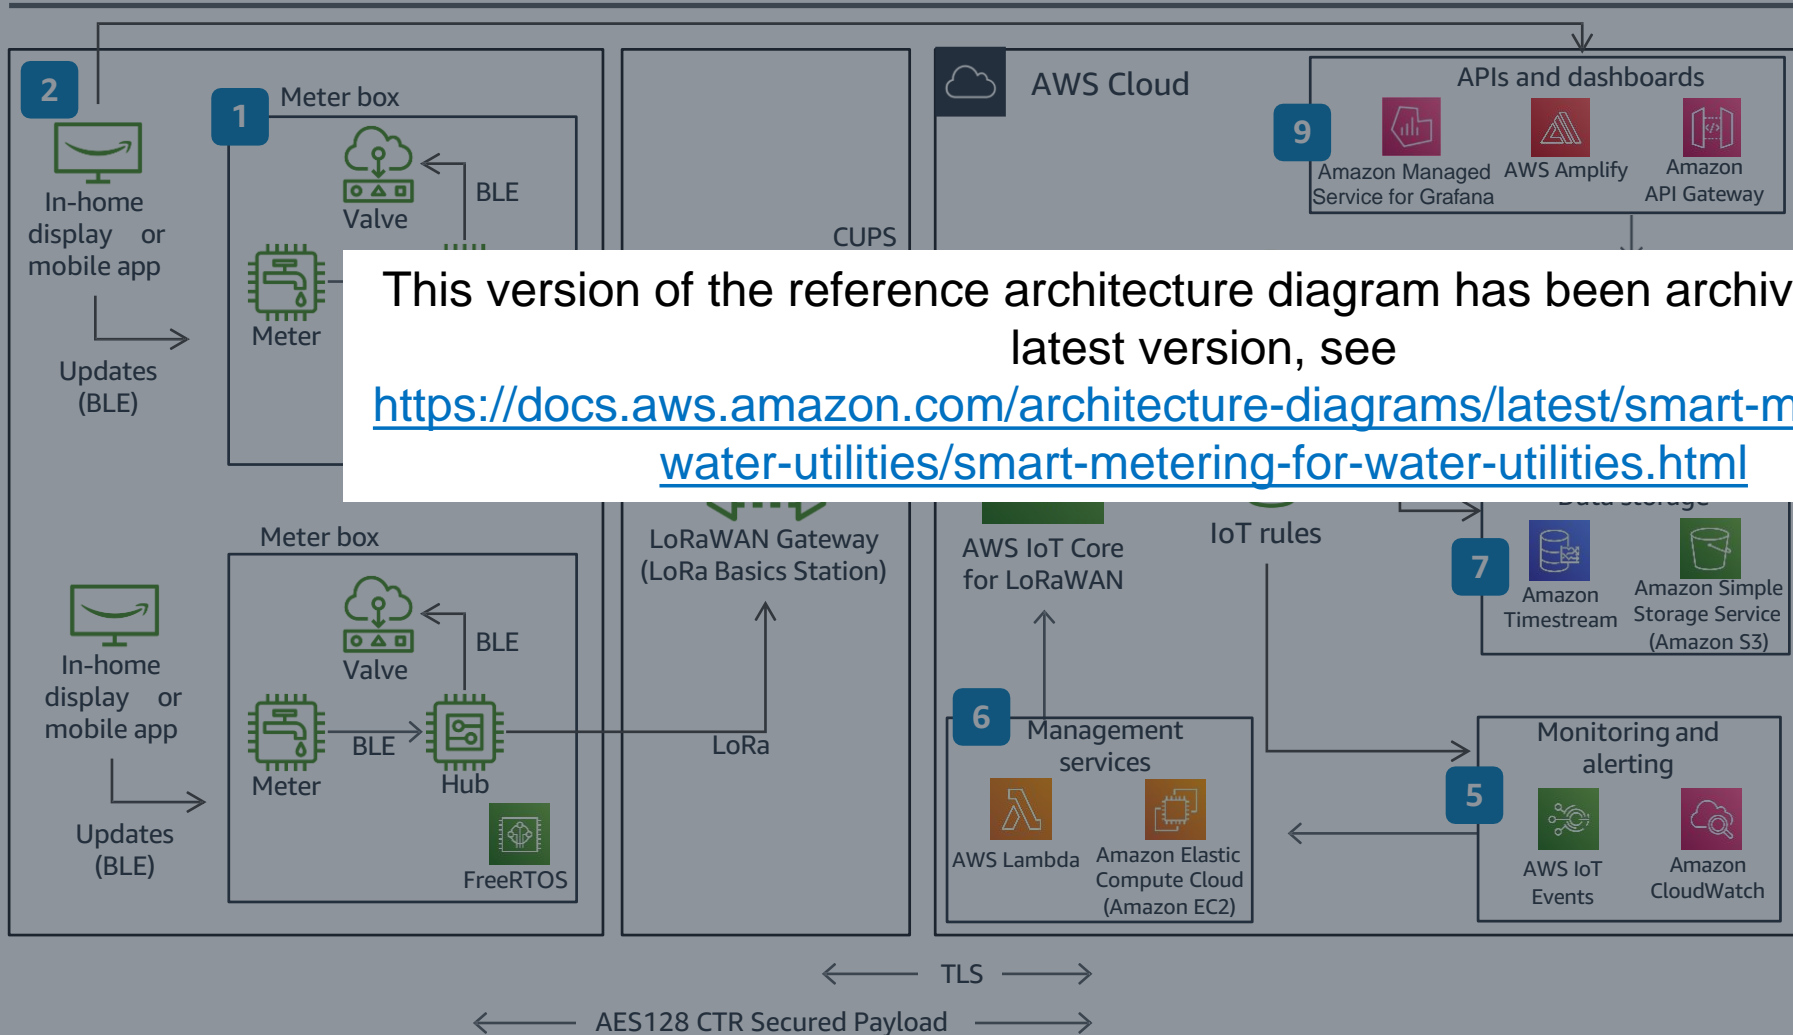 2
1
Meter box
In-home
display or
mobile app
Valve
BLE
Meter
Updates
(BLE)
CUPS
AWS Cloud
APIs and dashboards
9
Amazon Managed
Service for Grafana
AWS Amplify
Amazon
API Gateway
This version of the reference architecture diagram has been
latest version, see
https://docs.aws.amazon.com/architecture-diagrams/latest/smart-m
water-utilities/smart-metering-for-water-utilities.html
Meter box
In-home
display or
mobile app
Valve
BLE
Meter
BLE
Hub
Updates
(BLE)
FreeRTOS
LoRaWAN Gateway
(LoRa Basics Station)
LoRa
AWS IoT Core
for LoRaWAN
IoT rules
Data storage
7
Amazon
Timestream
Amazon Simple
Storage Service
(Amazon S3)
6
Management
services
AWS Lambda
Amazon Elastic
Compute Cloud
(Amazon EC2)
Monitoring and
alerting
5
AWS IoT
Events
Amazon
CloudWatch
TLS
AES128 CTR Secured Payload